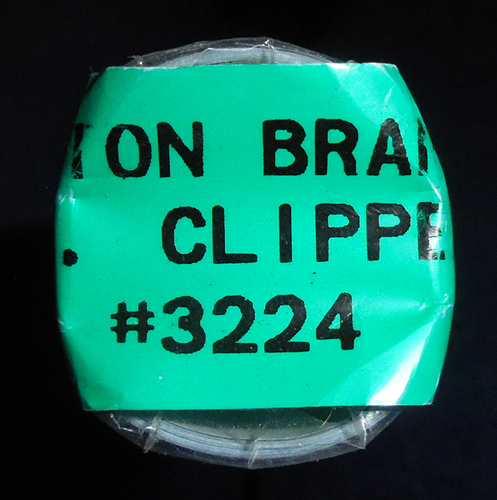 ON BRA
. CLIPPE
#3224